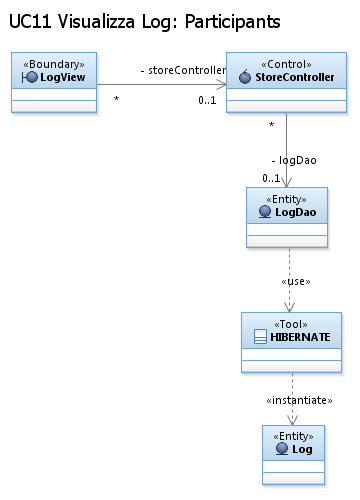 UC11 Visualizza Log: Participants
«Boundary»
LogView
- storeController
*
0..1
«Control»
StoreController
*
- logDao
0..1
«Entity»
LogDao
«use»
«Tool»
HIBERNATE
«instantiate»
«Entity»
Log